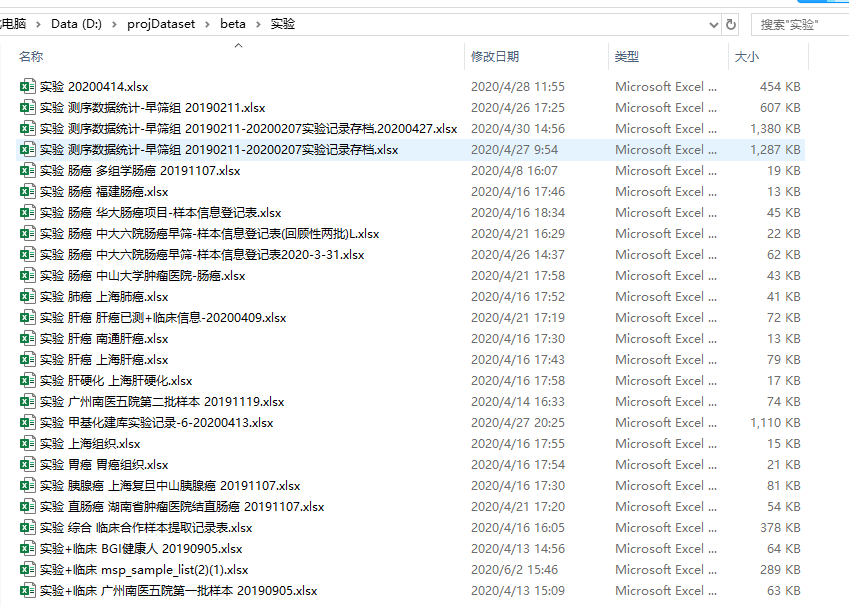 电脑 › Data (D:) › projDataset › beta › 实验 搜索"实验"
名称 修改日期 类型 大小
实验 20200414.xlsx 2020/4/28 11:55 Microsoft Excel ... 454 KB
实验 测序数据统计-早筛组 20190211.xlsx 2020/4/26 17:25 Microsoft Excel ... 607 KB
实验 测序数据统计-早筛组 20190211-20200207实验记录存档.20200427.xlsx 2020/4/30 14:56 Microsoft Excel ... 1,380 KB
实验 测序数据统计-早筛组 20190211-20200207实验记录存档.xlsx 2020/4/27 9:54 Microsoft Excel ... 1,287 KB
实验 肠癌 多组学肠癌 20191107.xlsx 2020/4/8 16:07 Microsoft Excel ... 19 KB
实验 肠癌 福建肠癌.xlsx 2020/4/16 17:46 Microsoft Excel ... 13 KB
实验 肠癌 华大肠癌项目-样本信息登记表.xlsx 2020/4/16 18:34 Microsoft Excel ... 45 KB
实验 肠癌 中大六院肠癌早筛-样本信息登记表(回顾性两批)L.xlsx 2020/4/21 16:29 Microsoft Excel ... 22 KB
实验 肠癌 中大六院肠癌早筛-样本信息登记表2020-3-31.xlsx 2020/4/26 14:37 Microsoft Excel ... 62 KB
实验 肠癌 中山大学肿瘤医院-肠癌.xlsx 2020/4/21 17:58 Microsoft Excel ... 43 KB
实验 肺癌 上海肺癌.xlsx 2020/4/16 17:52 Microsoft Excel ... 41 KB
实验 肝癌 肝癌已测+临床信息-20200409.xlsx 2020/4/21 17:19 Microsoft Excel ... 72 KB
实验 肝癌 南通肝癌.xlsx 2020/4/16 17:30 Microsoft Excel ... 13 KB
实验 肝癌 上海肝癌.xlsx 2020/4/16 17:43 Microsoft Excel ... 79 KB
实验 肝硬化 上海肝硬化.xlsx 2020/4/16 17:58 Microsoft Excel ... 17 KB
实验 广州南医五院第二批样本 20191119.xlsx 2020/4/14 16:33 Microsoft Excel ... 74 KB
实验 甲基化建库实验记录-6-20200413.xlsx 2020/4/27 20:25 Microsoft Excel ... 1,110 KB
实验 上海组织.xlsx 2020/4/16 17:55 Microsoft Excel ... 15 KB
实验 胃癌 胃癌组织.xlsx 2020/4/16 17:54 Microsoft Excel ... 21 KB
实验 胰腺癌 上海复旦中山胰腺癌 20191107.xlsx 2020/4/16 17:30 Microsoft Excel ... 81 KB
实验 直肠癌 湖南省肿瘤医院结直肠癌 20191107.xlsx 2020/4/21 17:20 Microsoft Excel ... 54 KB
实验 综合 临床合作样本提取记录表.xlsx 2020/4/16 16:05 Microsoft Excel ... 378 KB
实验+临床 BGI健康人 20190905.xlsx 2020/4/13 14:56 Microsoft Excel ... 64 KB
实验+临床 msp_sample_list(2)(1).xlsx 2020/6/2 15:46 Microsoft Excel ... 289 KB
实验+临床 广州南医五院第一批样本 20190905.xlsx 2020/4/13 15:09 Microsoft Excel ... 63 KB